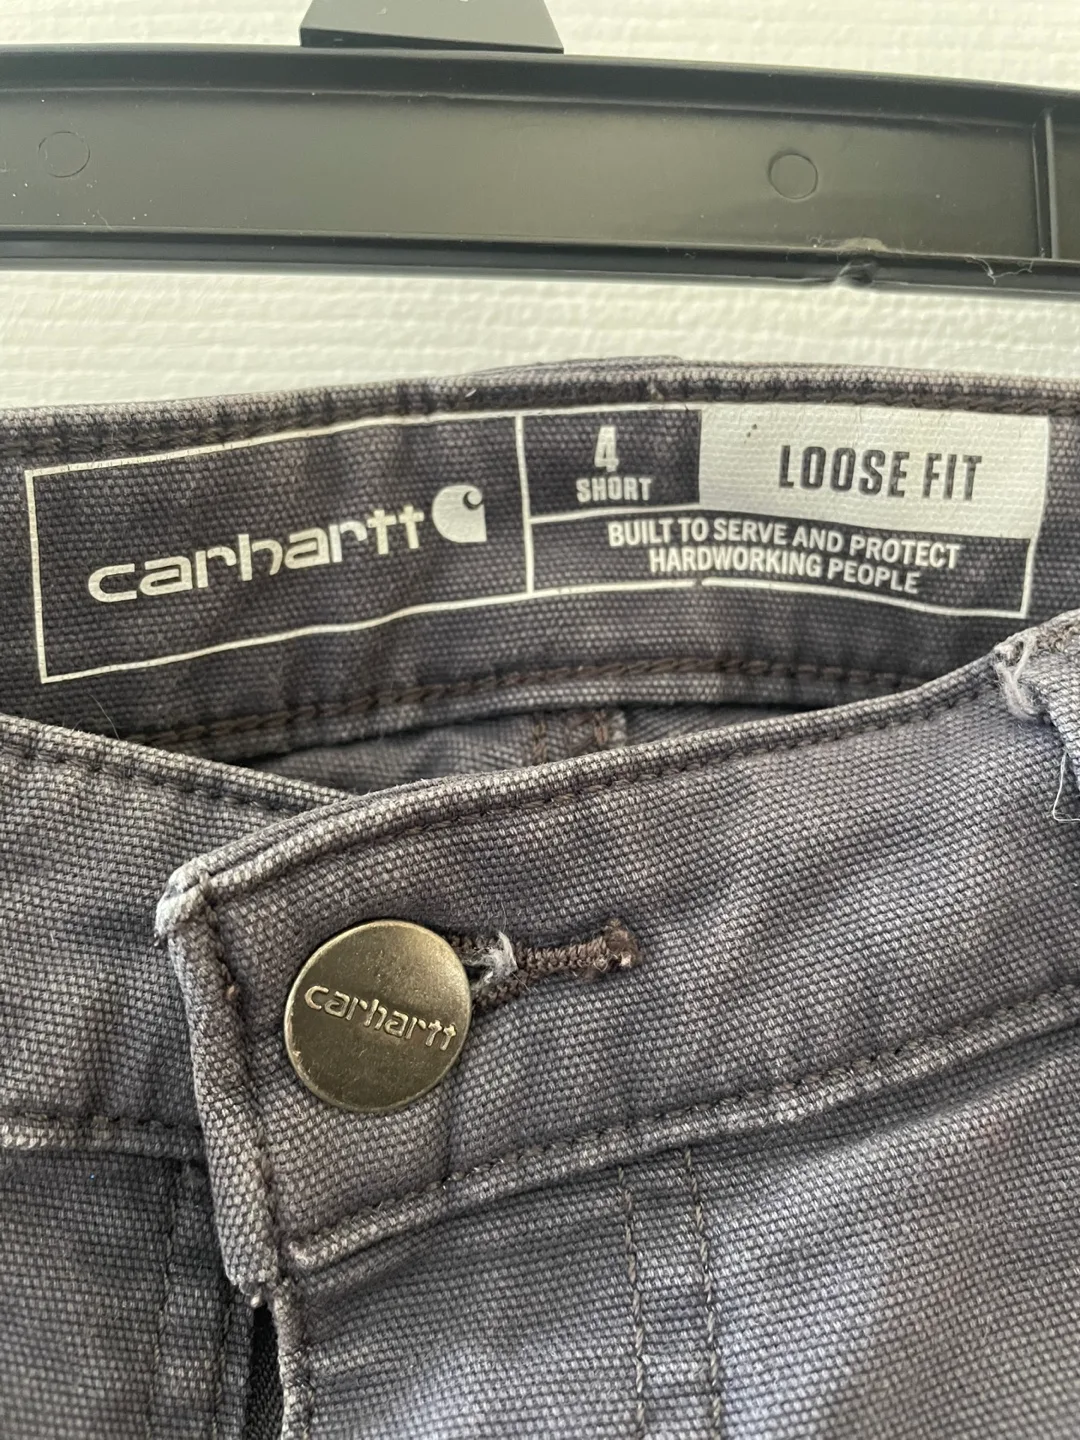 carhartt
4
SHORT
LOOSE FIT
BUILT TO SERVE AND PROTECT
HARDWORKING PEOPLE
carhartt